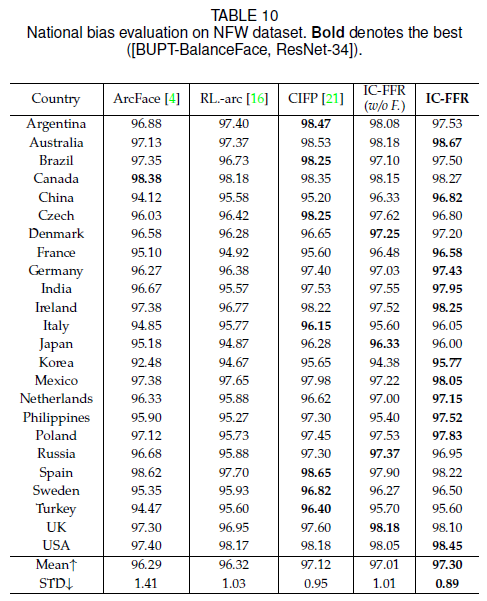 TABLE 10
National bias evaluation on NFW dataset. Bold denotes the best
([BUPT-BalanceFace, ResNet-34]).
Country ArcFace [4] RL.-arc [16] CIFP [21] IC-FFR (w/o F.) IC-FFR
Argentina 96.88 97.40 98.47 98.08 97.53
Australia 97.13 97.37 98.53 98.18 98.67
Brazil 97.35 96.73 98.25 97.10 97.50
Canada 98.38 98.18 98.35 98.15 98.27
China 94.12 95.58 95.20 96.33 96.82
Czech 96.03 96.42 98.25 97.62 96.80
Denmark 96.58 96.28 96.65 97.25 97.20
France 95.10 94.92 95.60 96.48 96.58
Germany 96.27 96.38 97.40 97.03 97.43
India 96.67 95.57 97.53 97.55 97.95
Ireland 97.38 96.77 98.22 97.52 98.25
Italy 94.85 95.77 96.15 95.60 96.05
Japan 95.18 94.87 96.28 96.33 96.00
Korea 92.48 94.67 95.65 94.38 95.77
Mexico 97.38 97.65 97.98 97.22 98.05
Netherlands 96.33 95.88 96.62 97.00 97.15
Philippines 95.90 95.27 97.30 95.40 97.52
Poland 97.12 95.73 97.45 97.53 97.83
Russia 96.68 95.88 97.30 97.37 96.95
Spain 98.62 97.70 98.65 97.90 98.22
Sweden 95.35 95.93 96.82 96.27 96.50
Turkey 94.47 95.60 96.40 95.70 95.60
UK 97.30 96.95 97.60 98.18 98.10
USA 97.40 98.17 98.18 98.05 98.45
Mean↑ 96.29 96.32 97.12 97.01 97.30
STD↓ 1.41 1.03 0.95 1.01 0.89